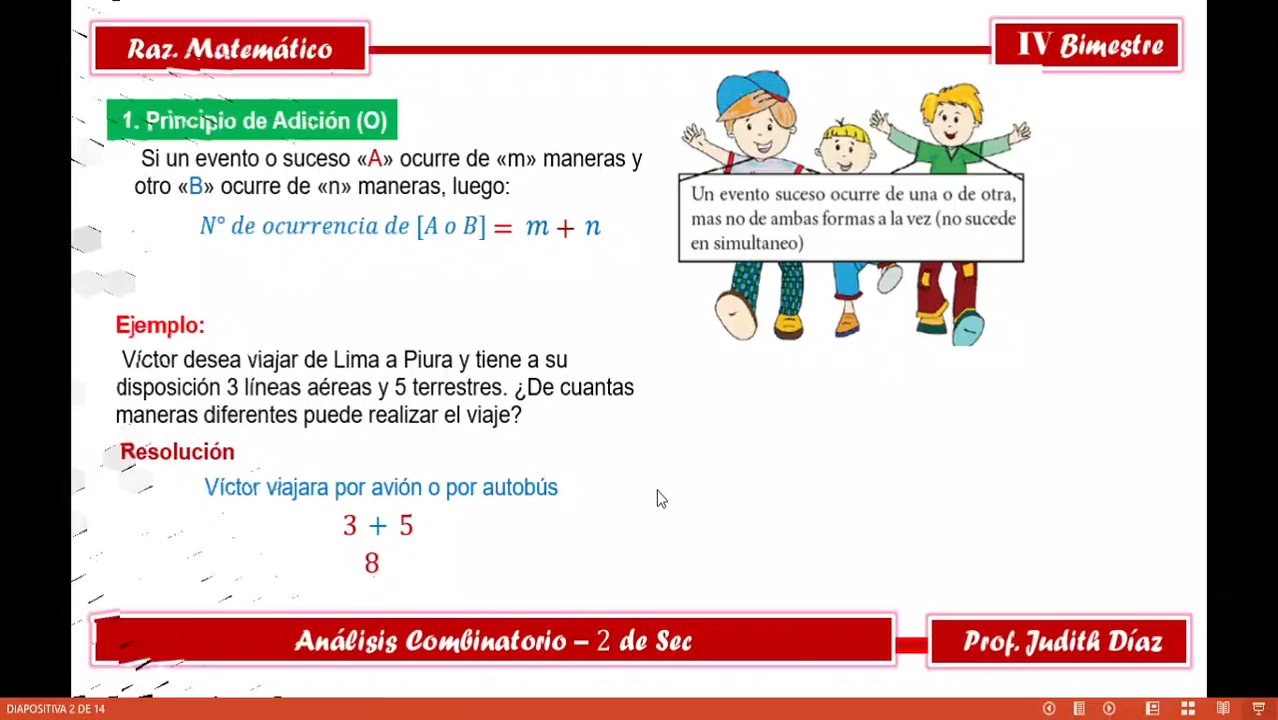 Raz. Matemático
IV Bimestre
1. Principio de Adición (O)
Si un evento o suceso «A» ocurre de «m» maneras y
otro «B» ocurre de «n» maneras, luego:
N° de ocurrencia de [A o B] = m + n
Un evento suceso ocurre de una o de otra,
mas no de ambas formas a la vez (no sucede
en simultaneo)
Ejemplo:
Víctor desea viajar de Lima a Piura y tiene a su
disposición 3 líneas aéreas y 5 terrestres. ¿De cuantas
maneras diferentes puede realizar el viaje?
Resolución
Víctor viajara por avión o por autobús
3 + 5
8
Análisis Combinatorio – 2 de Sec
Prof. Judith Díaz
DIAPOSITIVA 2 DE 14